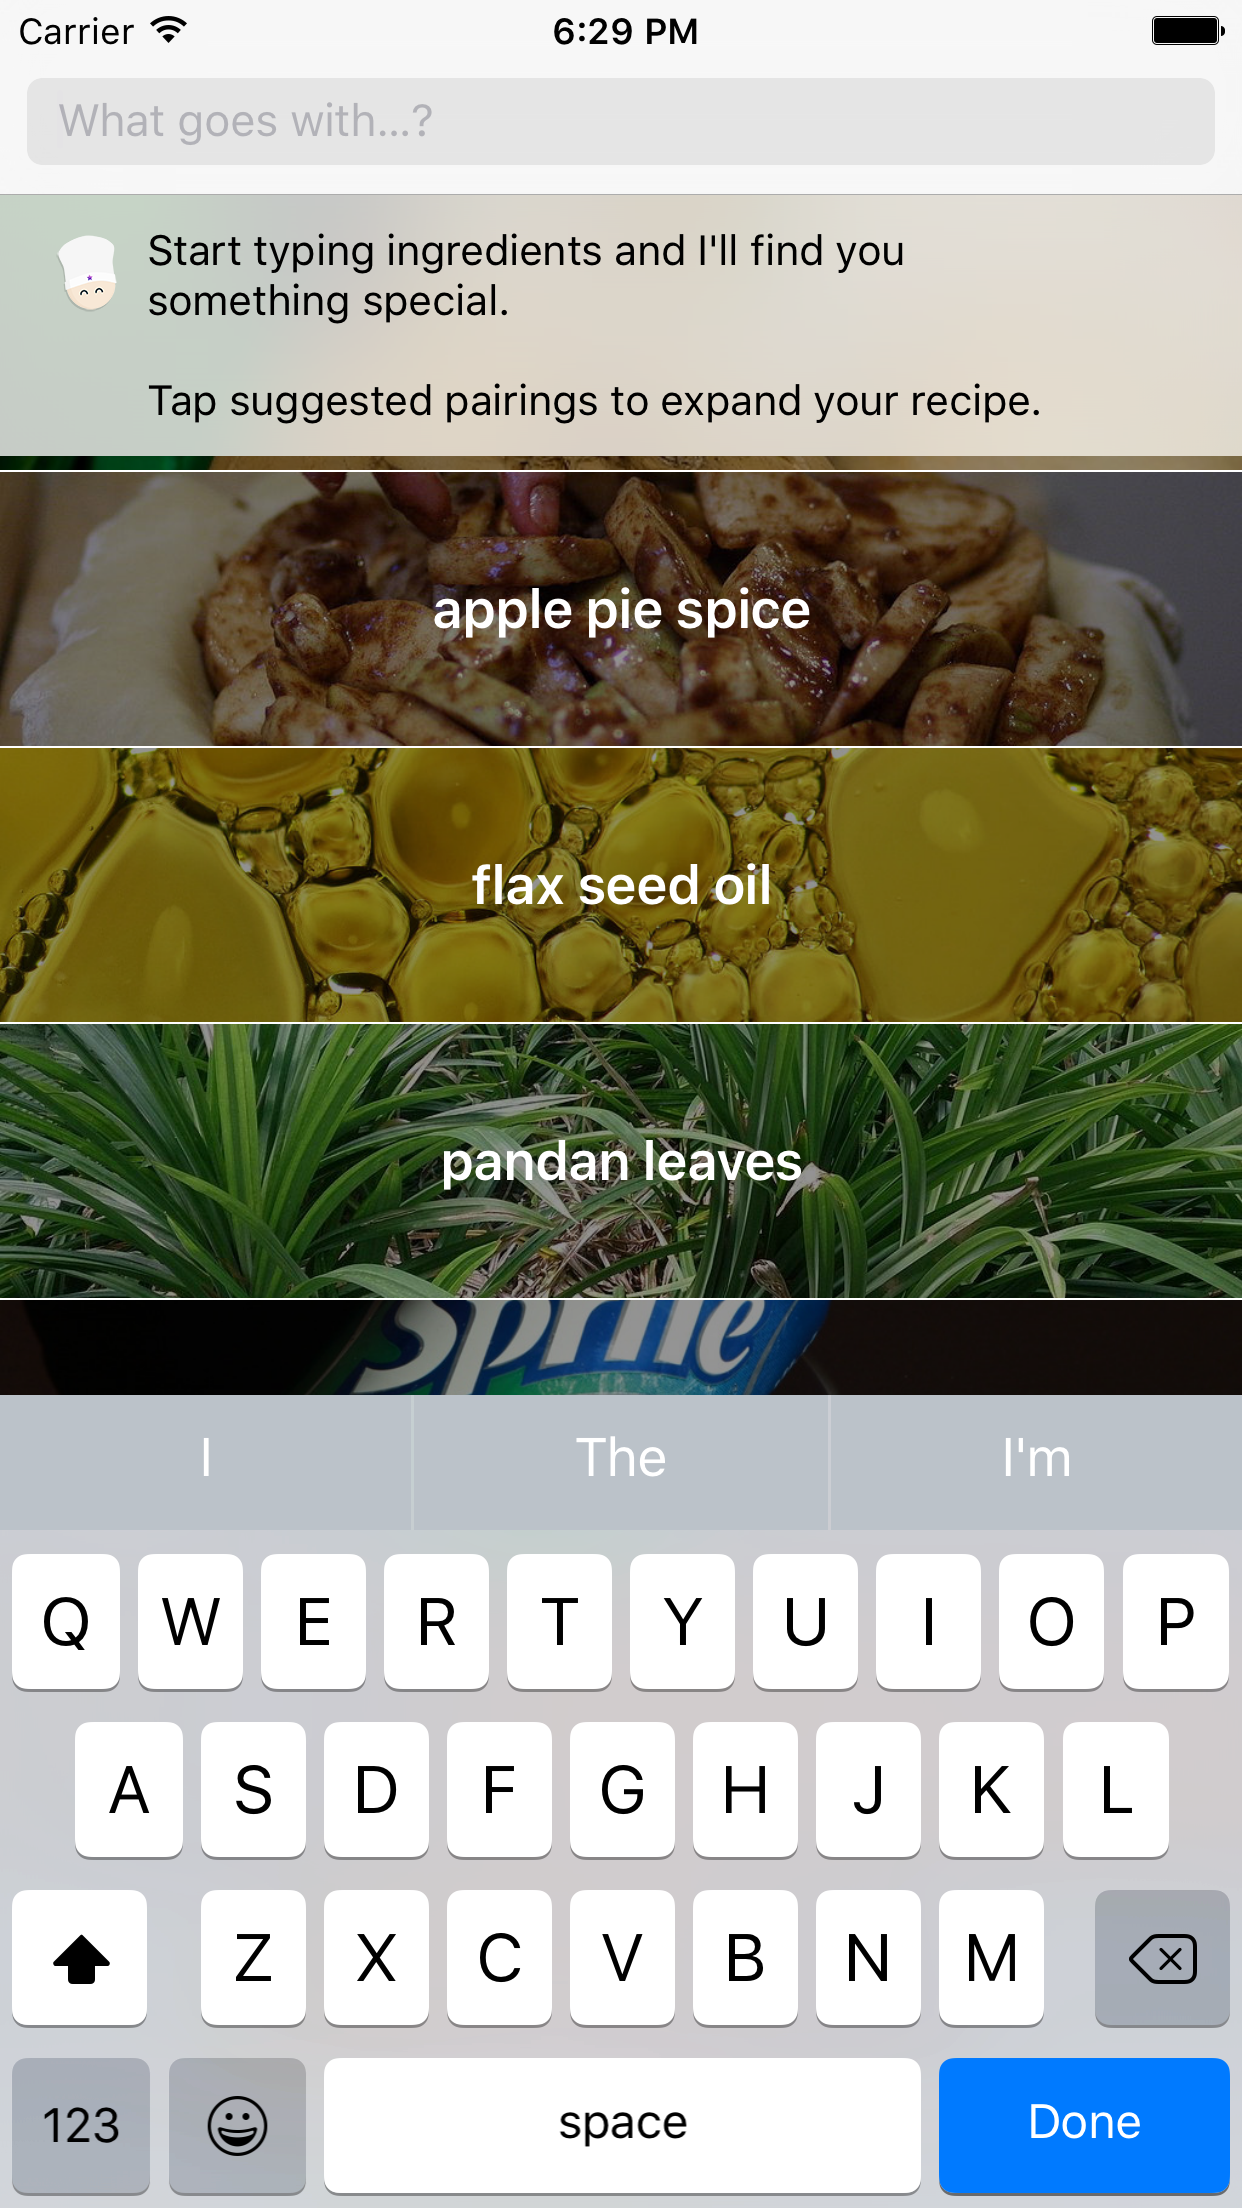 Carrier 6:29 PM
What goes with...?
Start typing ingredients and I'll find you
something special.
Tap suggested pairings to expand your recipe.
apple pie spice
flax seed oil
pandan leaves
Sprite
I The I'm
Q W E R T Y U I O P
A S D F G H J K L
Z X C V B N M
123 space Done